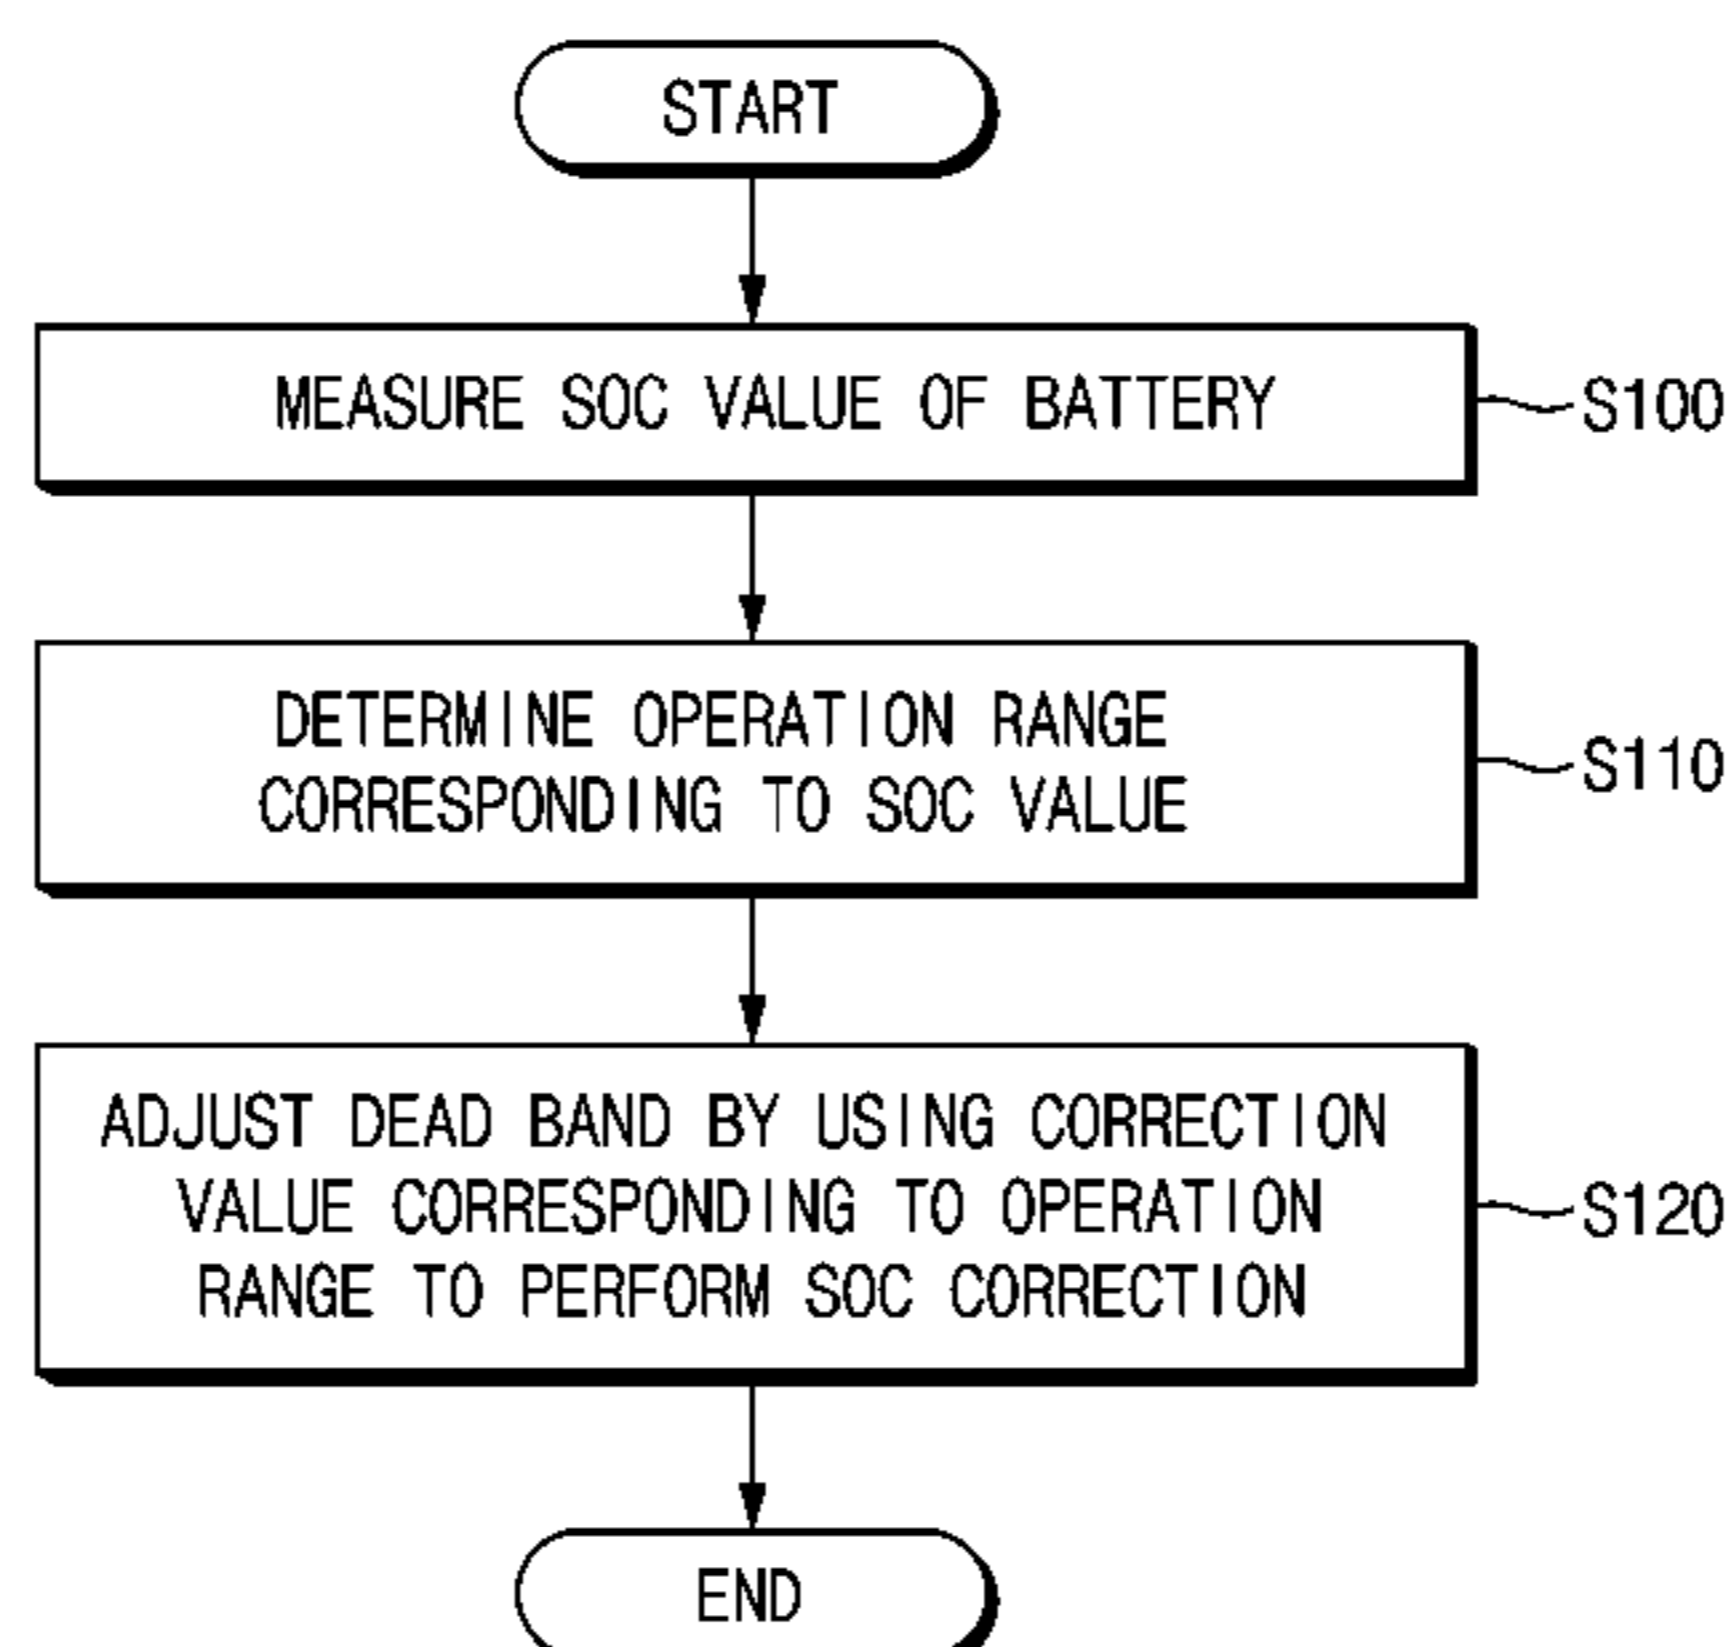 START
MEASURE SOC VALUE OF BATTERY
S100
DETERMINE OPERATION RANGE
CORRESPONDING TO SOC VALUE
S110
ADJUST DEAD BAND BY USING CORRECTION
VALUE CORRESPONDING TO OPERATION
RANGE TO PERFORM SOC CORRECTION
S120
END